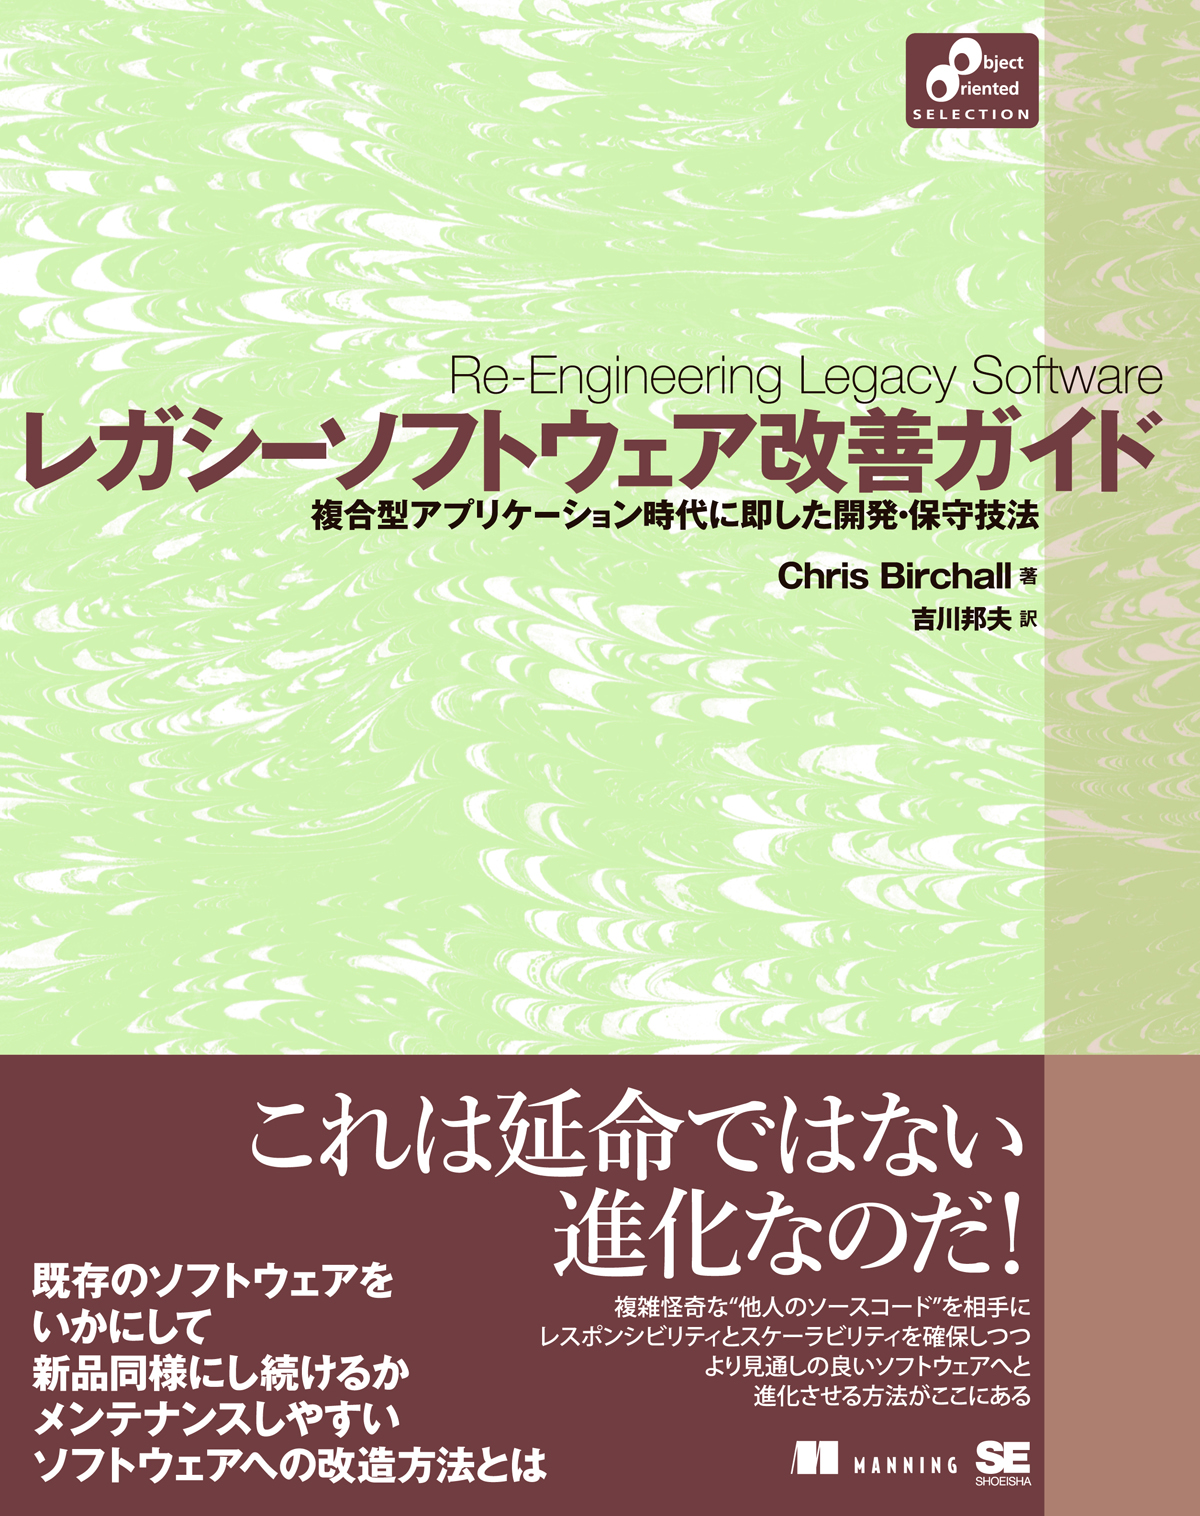 Object
Oriented
SELECTION
Re-Engineering Legacy Software
レガシーソフトウェア改善ガイド
複合型アプリケーション時代に即した開発・保守技法
Chris Birchall 著
吉川邦夫 訳
これは延命ではない
進化なのだ!
既存のソフトウェアを
いかにして
新品同様にし続けるか
メンテナンスしやすい
ソフトウェアへの改造方法とは
複雑怪奇な“他人のソースコード”を相手に
レスポンシビリティとスケーラビリティを確保しつつ
より見通しの良いソフトウェアへと
進化させる方法がここにある
MANNING
SE
SHOEISHA